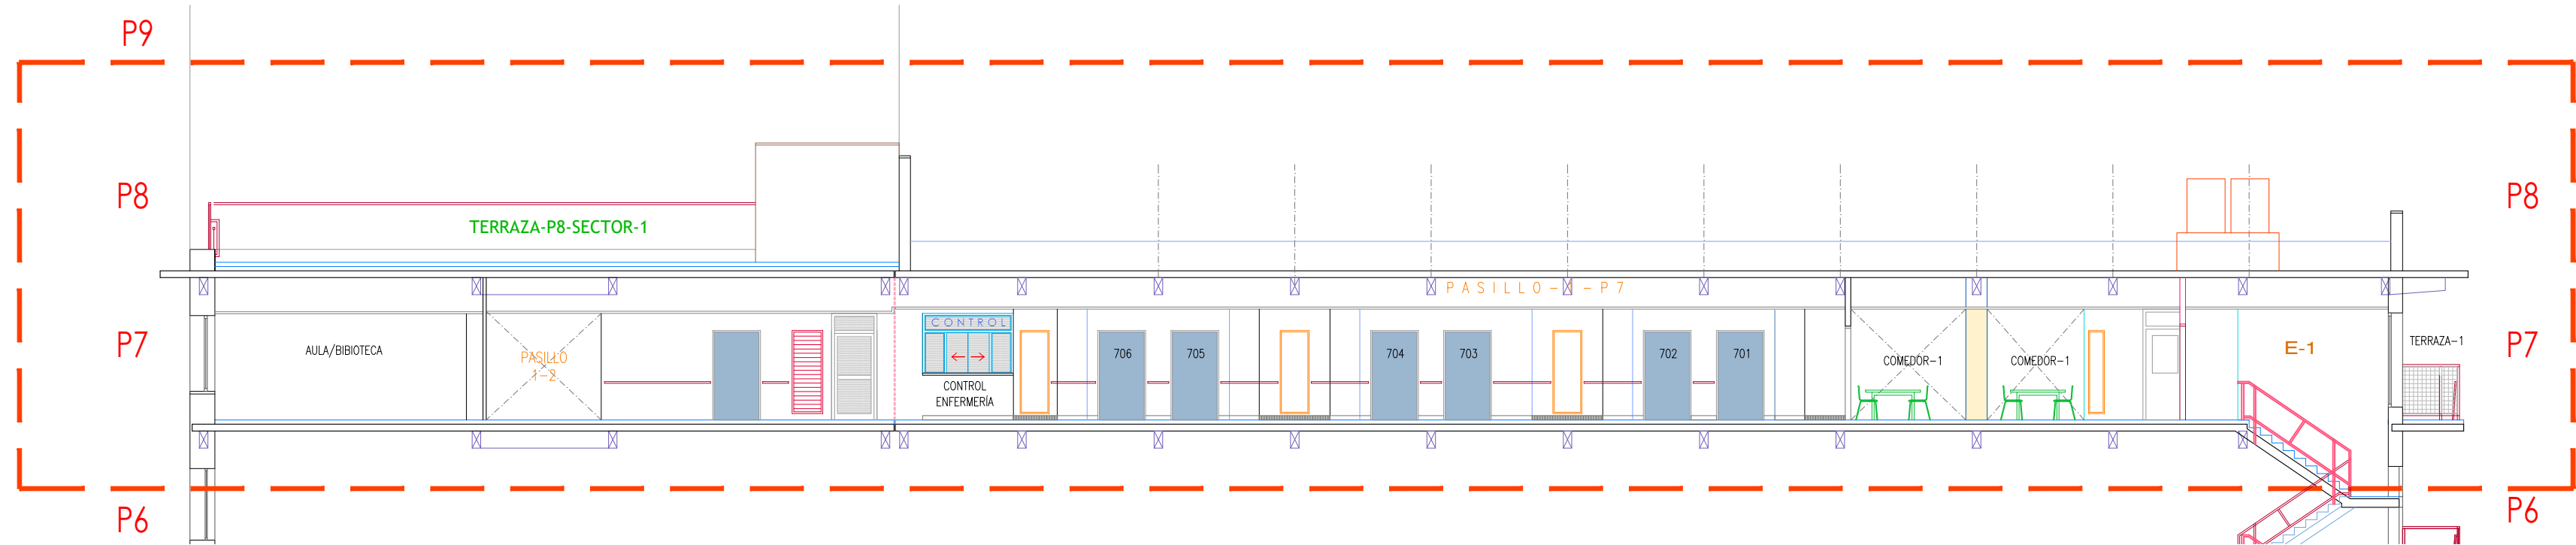 P9
P8
P8
TERRAZA-P8-SECTOR-1
PASILLO-1-P7
P7
P7
AULA/BIBIOTECA
PASILLO
1-2
CONTROL
CONTROL
ENFERMERÍA
706
705
704
703
702
701
COMEDOR-1
COMEDOR-1
E-1
TERRAZA-1
P6
P6